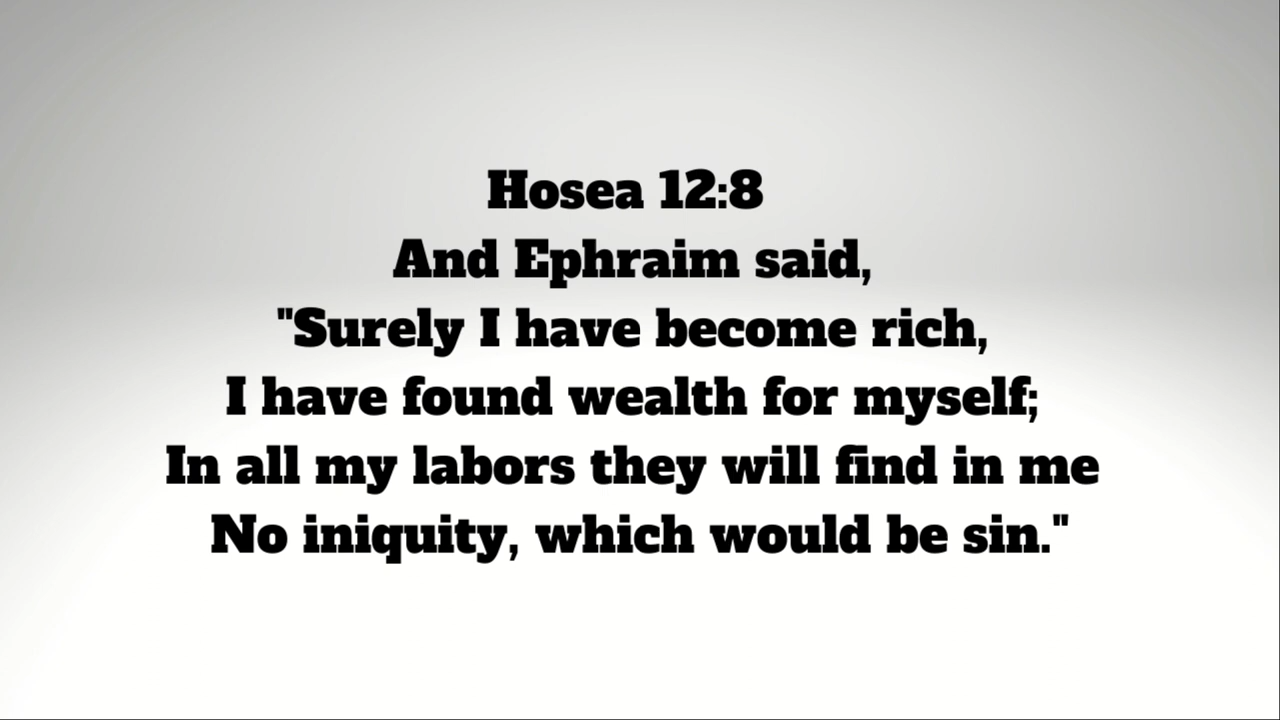 Hosea 12:8
And Ephraim said,
"Surely I have become rich,
I have found wealth for myself;
In all my labors they will find in me
No iniquity, which would be sin."